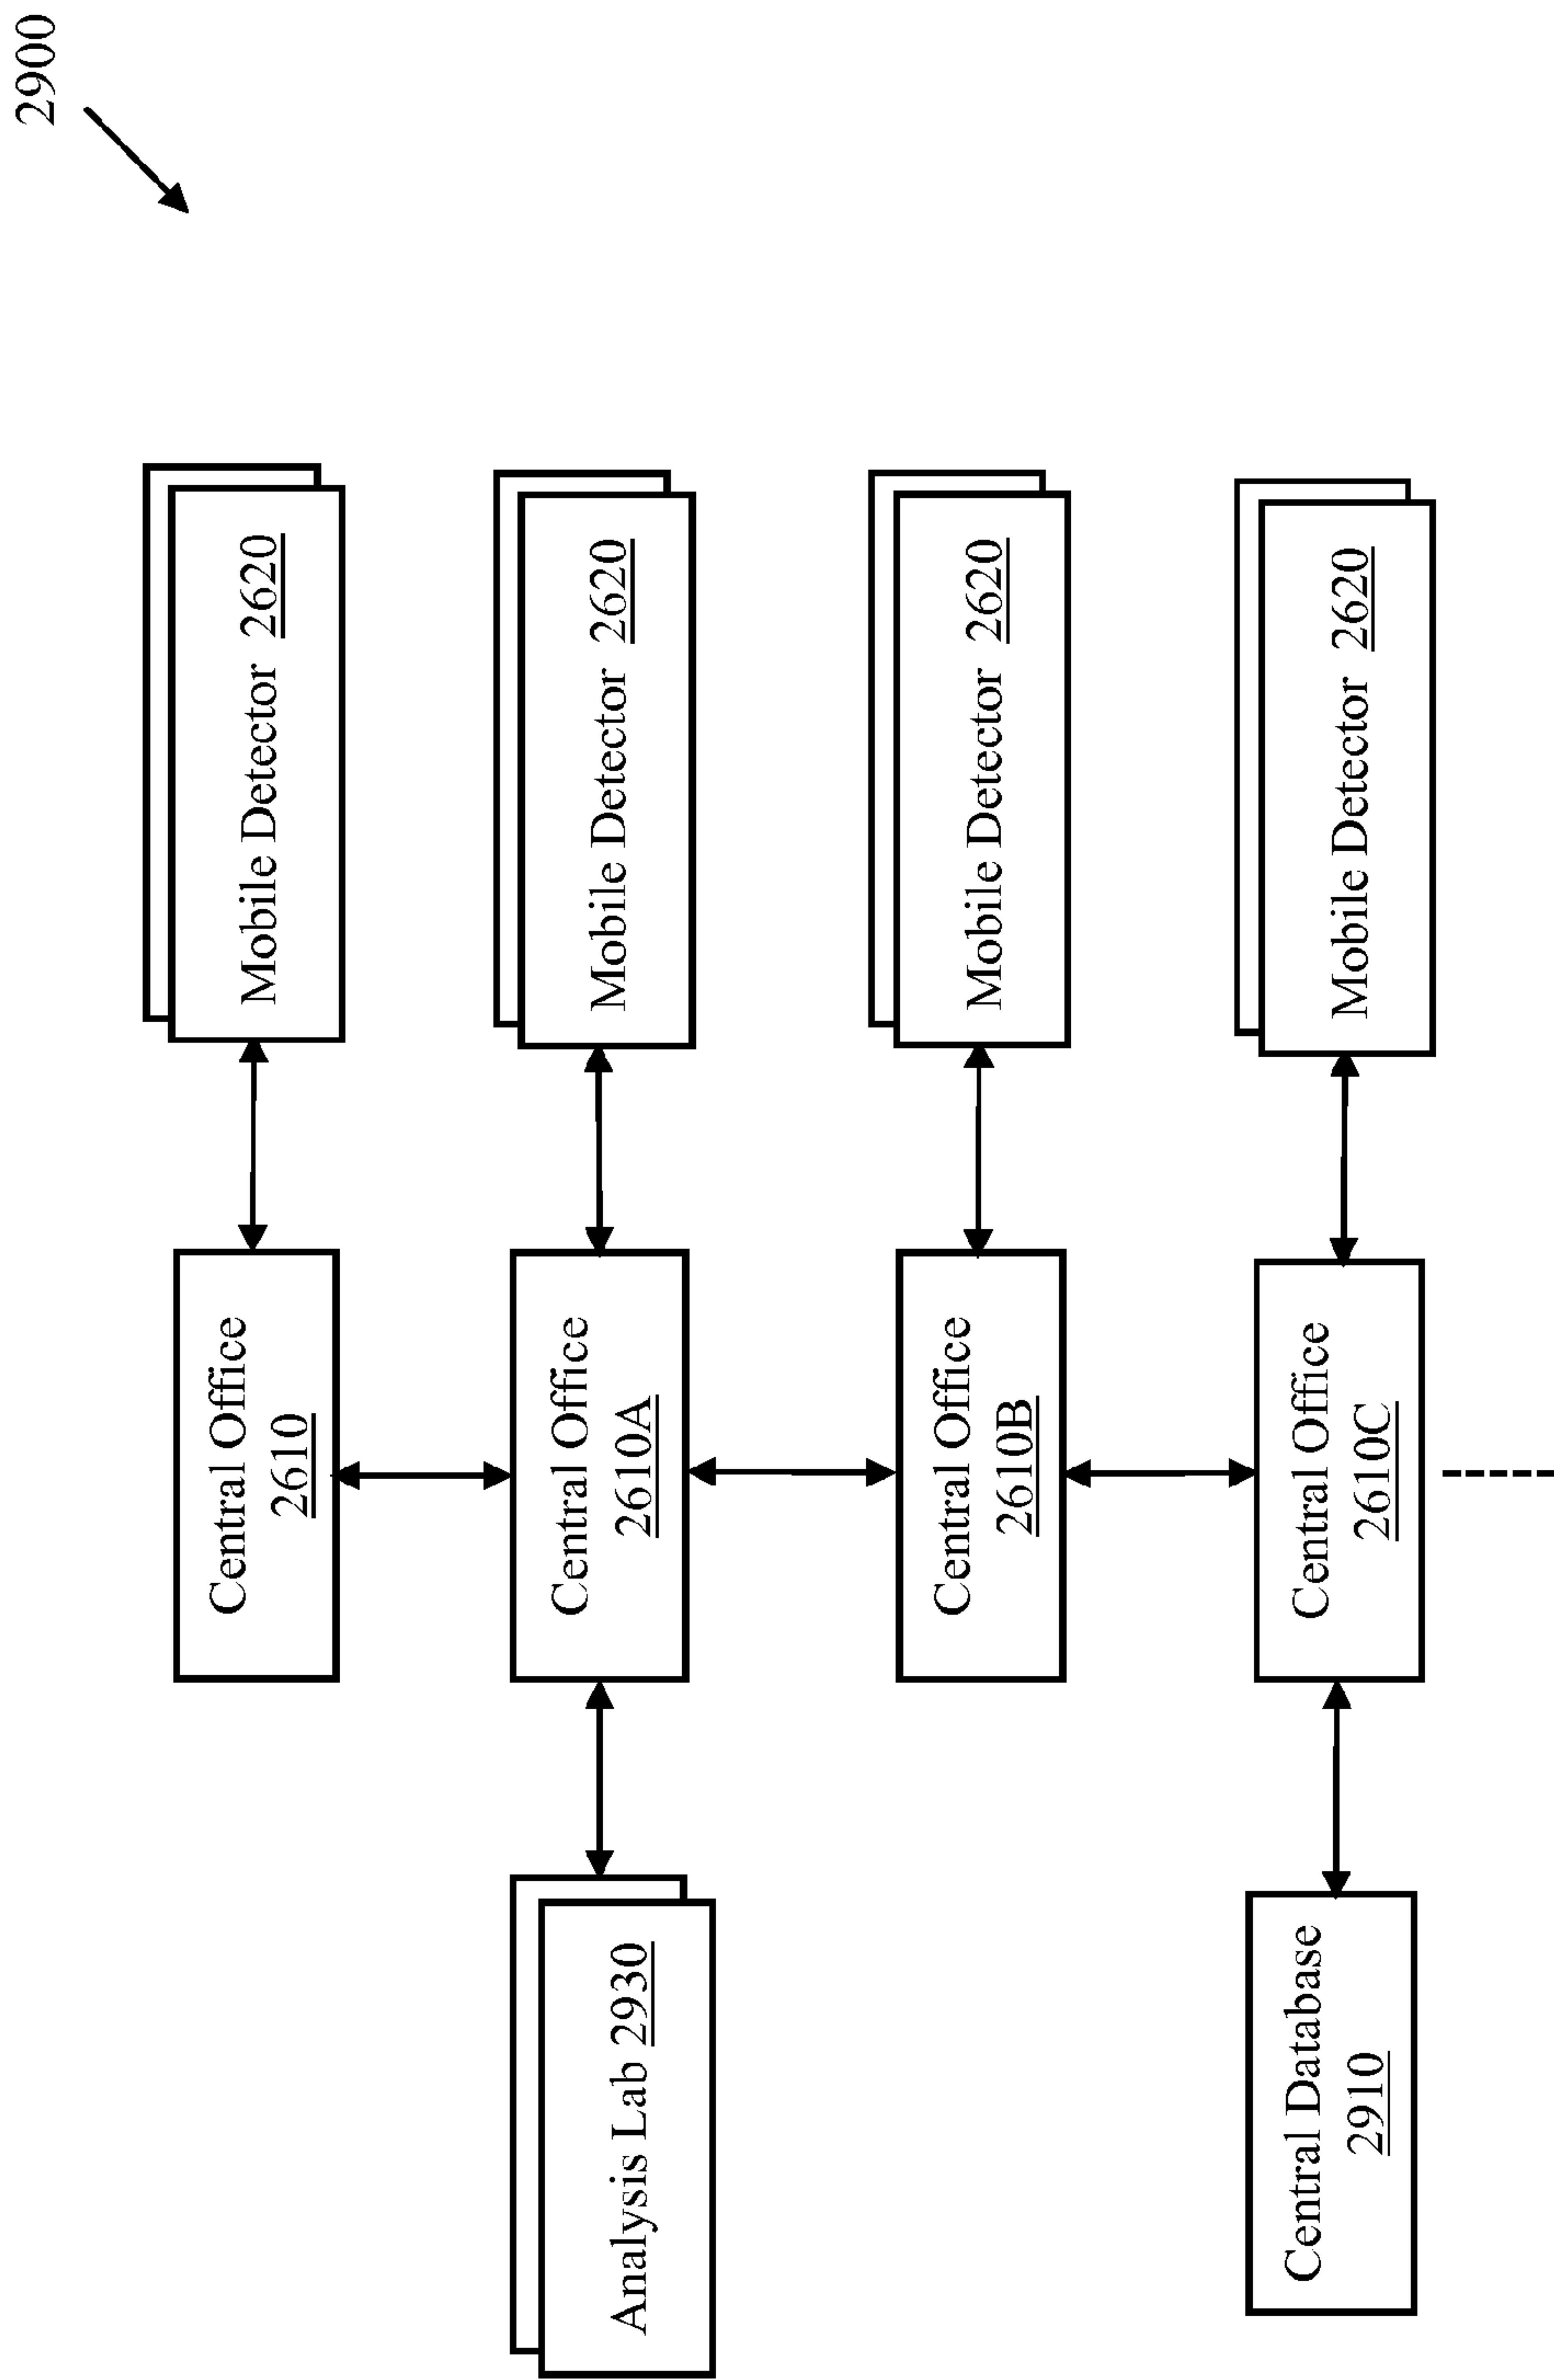 2900
Mobile Detector 2620
Mobile Detector 2620
Mobile Detector 2620
Mobile Detector 2620
Central Office
2610
Central Office
2610A
Central Office
2610B
Central Office
2610C
Analysis Lab 2930
Central Database
2910